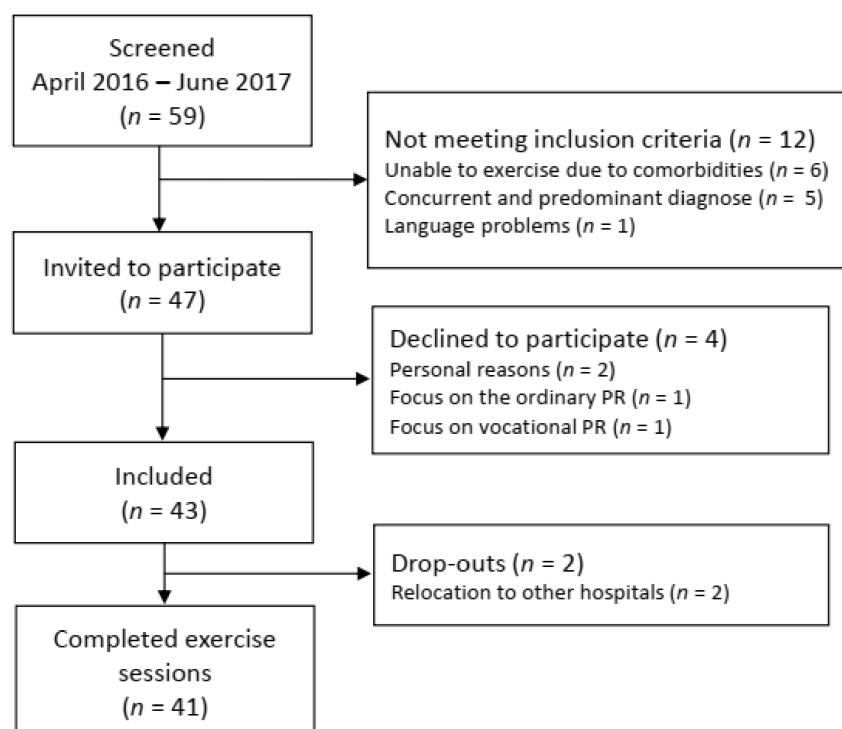 Screened
April 2016 – June 2017
(n = 59)
Not meeting inclusion criteria (n = 12)
Unable to exercise due to comorbidities (n = 6)
Concurrent and predominant diagnose (n = 5)
Language problems (n = 1)
Invited to participate
(n = 47)
Declined to participate (n = 4)
Personal reasons (n = 2)
Focus on the ordinary PR (n = 1)
Focus on vocational PR (n = 1)
Included
(n = 43)
Drop-outs (n = 2)
Relocation to other hospitals (n = 2)
Completed exercise
sessions
(n = 41)